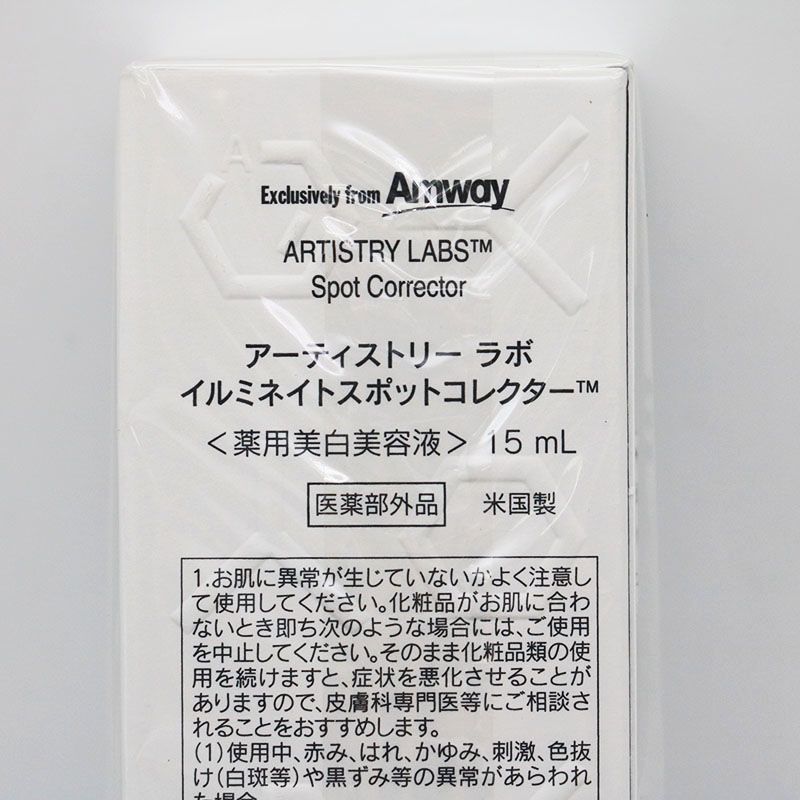 Exclusively from Amway
ARTISTRY LABS™
Spot Corrector
アーティストリー ラボ
イルミネイトスポットコレクター™
＜薬用美白美容液＞ 15 mL
医薬部外品 米国製
1.お肌に異常が生じていないかよく注意し
て使用してください。化粧品がお肌に合わ
ないとき即ち次のような場合には、ご使用
を中止してください。そのまま化粧品類の使
用を続けますと、症状を悪化させることが
ありますので、皮膚科専門医等にご相談さ
れることをおすすめします。
(1)使用中、赤み、はれ、かゆみ、刺激、色抜
け(白斑等)や黒ずみ等の異常があらわれ
た場合